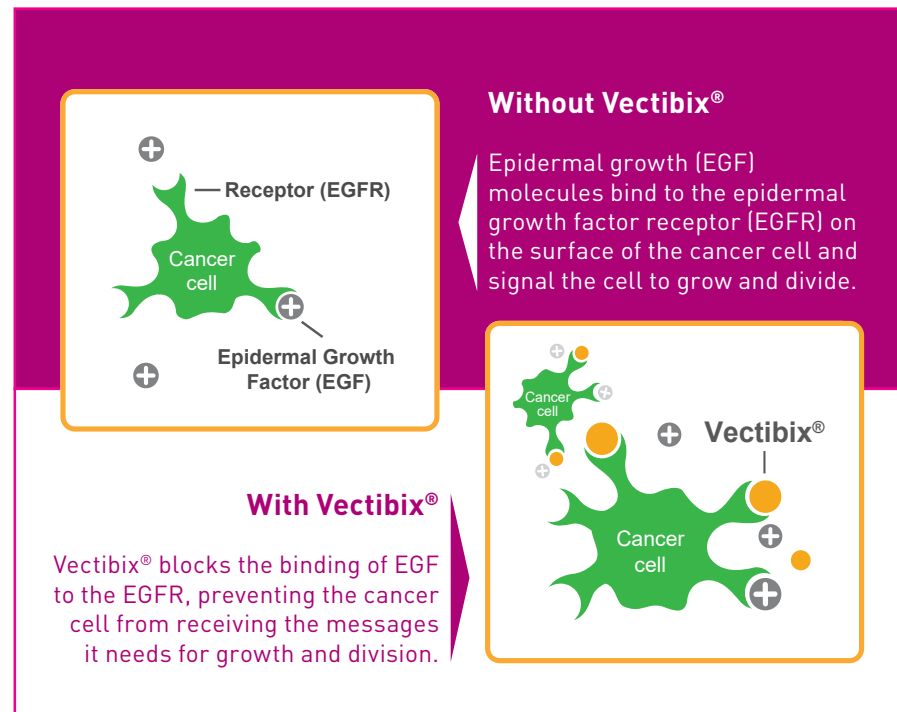 Without Vectibix®
Epidermal growth (EGF)
molecules bind to the epidermal
growth factor receptor (EGFR) on
the surface of the cancer cell and
signal the cell to grow and divide.
Receptor (EGFR)
Cancer
cell
Epidermal Growth
Factor (EGF)
Cancer
cell
Vectibix®
Cancer
cell
With Vectibix®
Vectibix® blocks the binding of EGF
to the EGFR, preventing the cancer
cell from receiving the messages
it needs for growth and division.